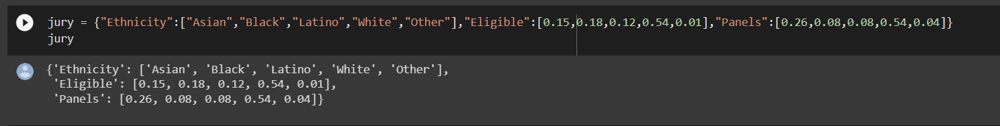 jury = {"Ethnicity":["Asian","Black","Latino","White","Other"],"Eligible":[0.15,0.18,0.12,0.54,0.01],"Panels":[0.26,0.08,0.08,0.54,0.04]}
jury
{'Ethnicity': ['Asian', 'Black', 'Latino', 'White', 'Other'],
 'Eligible': [0.15, 0.18, 0.12, 0.54, 0.01],
 'Panels': [0.26, 0.08, 0.08, 0.54, 0.04]}